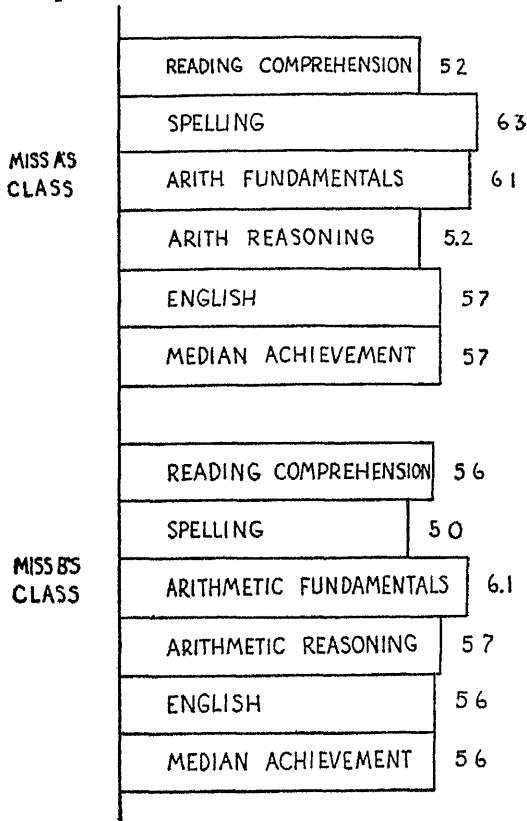 READING COMPREHENSION 52
SPELLING 63
MISS A'S
CLASS
ARITH FUNDAMENTALS 61
ARITH REASONING 5.2
ENGLISH 57
MEDIAN ACHIEVEMENT 57
READING COMPREHENSION 56
SPELLING 50
MISS B'S
CLASS
ARITHMETIC FUNDAMENTALS 6.1
ARITHMETIC REASONING 57
ENGLISH 56
MEDIAN ACHIEVEMENT 56